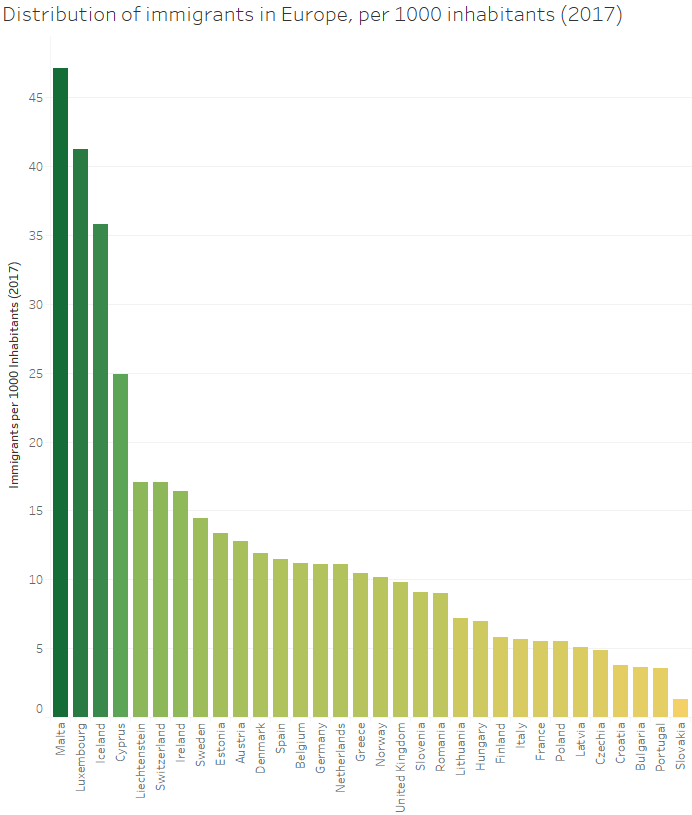 Distribution of immigrants in Europe, per 1000 inhabitants (2017)
Immigrants per 1000 Inhabitants (2017)
45
40
35
30
25
20
15
10
5
0
Malta
Luxembourg
Iceland
Cyprus
Liechtenstein
Switzerland
Ireland
Sweden
Estonia
Austria
Denmark
Spain
Belgium
Germany
Netherlands
Greece
Norway
United Kingdom
Slovenia
Romania
Lithuania
Hungary
Finland
Italy
France
Poland
Latvia
Czechia
Croatia
Bulgaria
Portugal
Slovakia